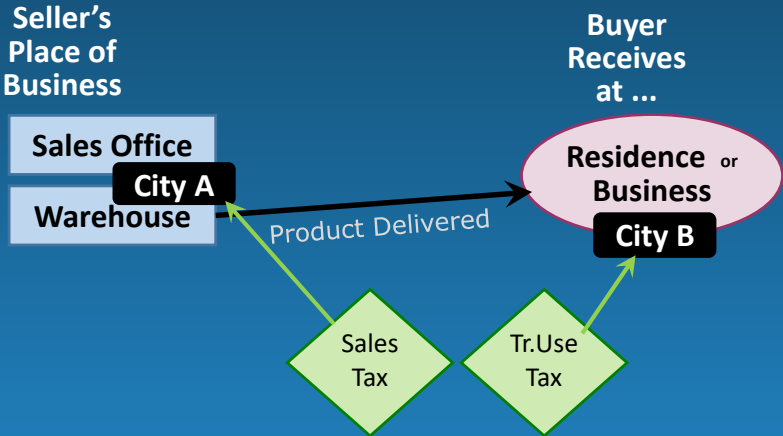 Seller’s
Place of
Business
Buyer
Receives
at ...
Sales Office
City A
Warehouse
Product Delivered
Residence or
Business
City B
Sales
Tax
Tr.Use
Tax